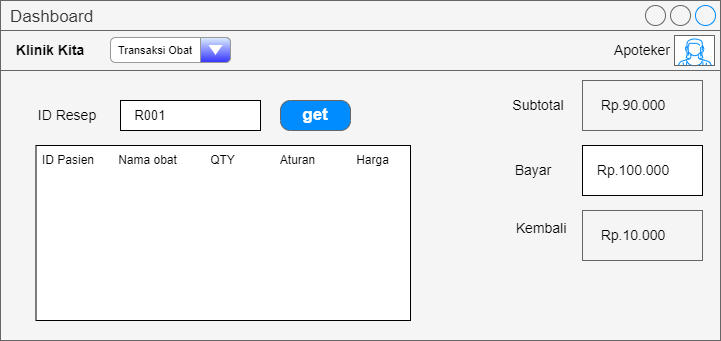 Dashboard
Klinik Kita
Transaksi Obat
Apoteker
ID Resep
R001
get
Subtotal
Rp.90.000
ID Pasien Nama obat QTY Aturan Harga
Bayar
Rp.100.000
Kembali
Rp.10.000